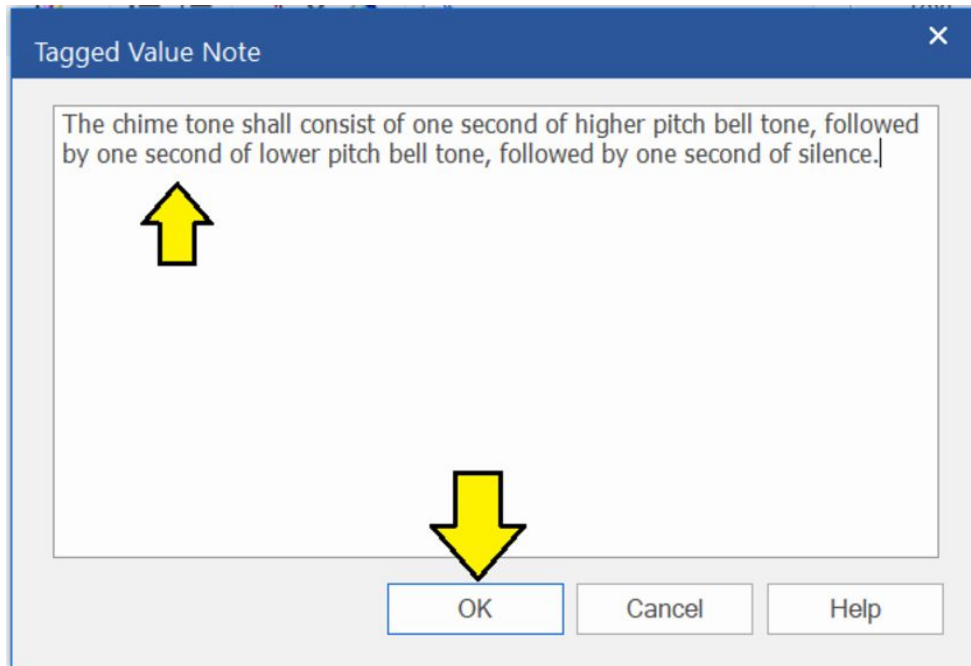 Tagged Value Note
The chime tone shall consist of one second of higher pitch bell tone, followed
by one second of lower pitch bell tone, followed by one second of silence.
OK
Cancel
Help